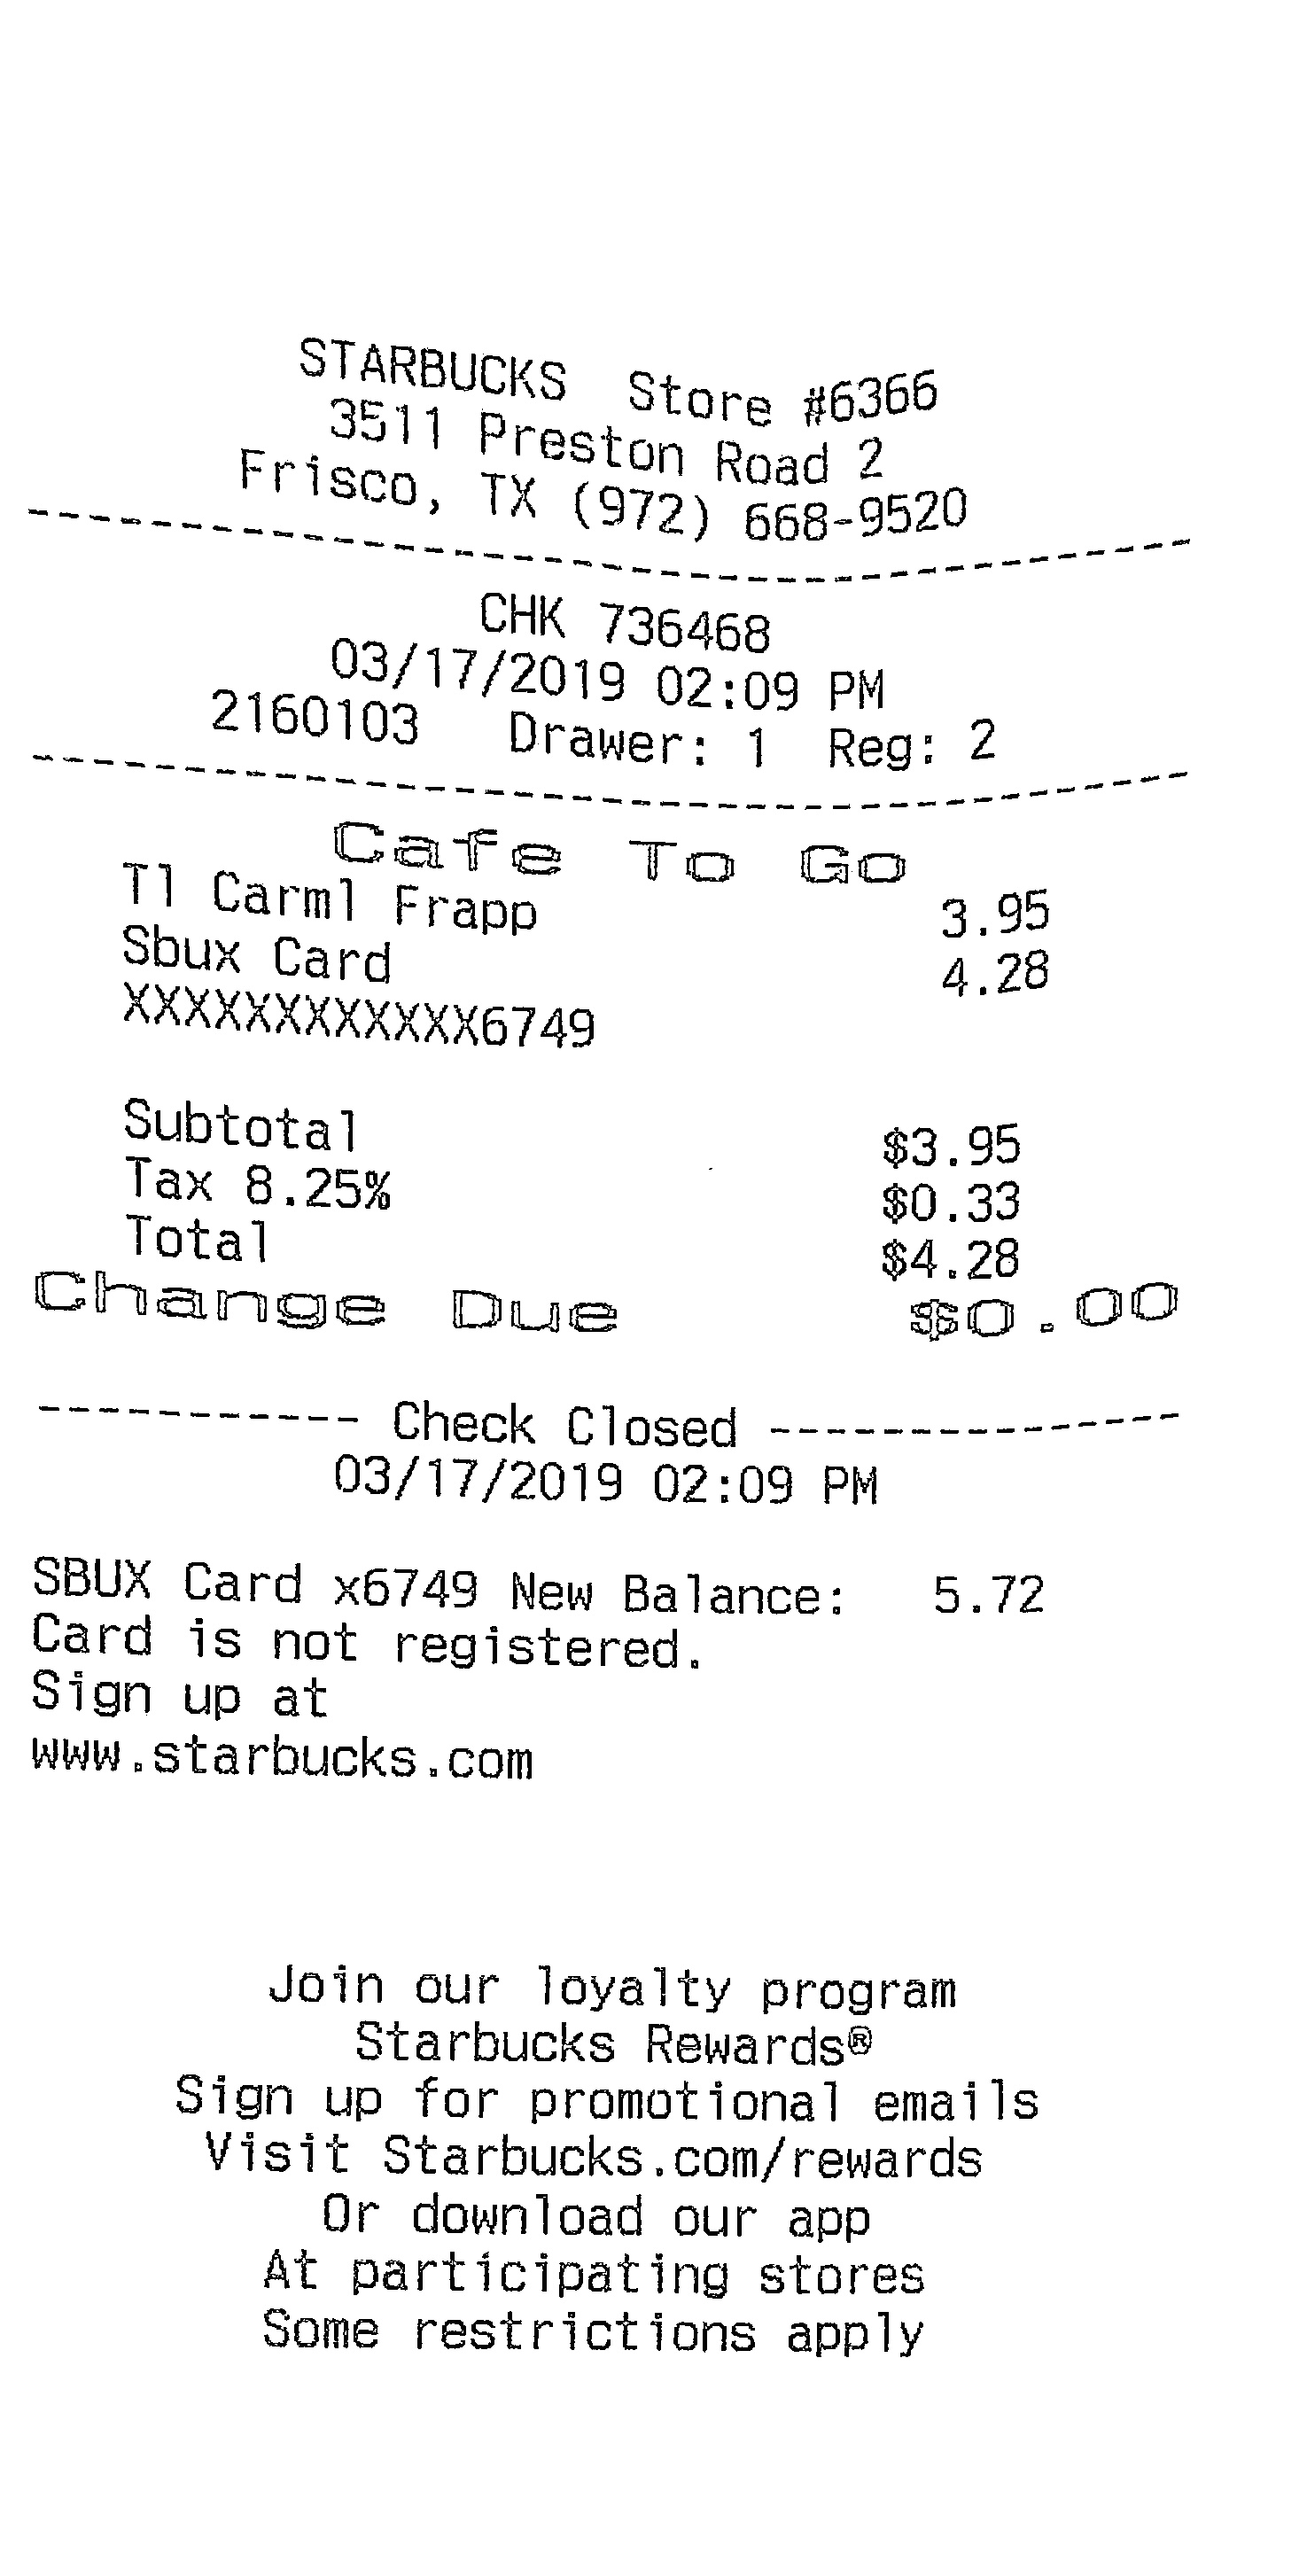 STARBUCKS Store #6366
3511 Preston Road 2
Frisco, TX (972) 668-9520
------------------------------
CHK 736468
03/17/2019 02:09 PM
2160103 Drawer: 1 Reg: 2
------------------------------
Cafe To Go
Tl Carml Frapp 3.95
Sbux Card 4.28
XXXXXXXXXXXX6749
Subtotal $3.95
Tax 8.25% $0.33
Total $4.28
Change Due $0.00
----------- Check Closed --------------
03/17/2019 02:09 PM
SBUX Card x6749 New Balance: 5.72
Card is not registered.
Sign up at
www.starbucks.com
Join our loyalty program
Starbucks Rewards®
Sign up for promotional emails
Visit Starbucks.com/rewards
Or download our app
At participating stores
Some restrictions apply